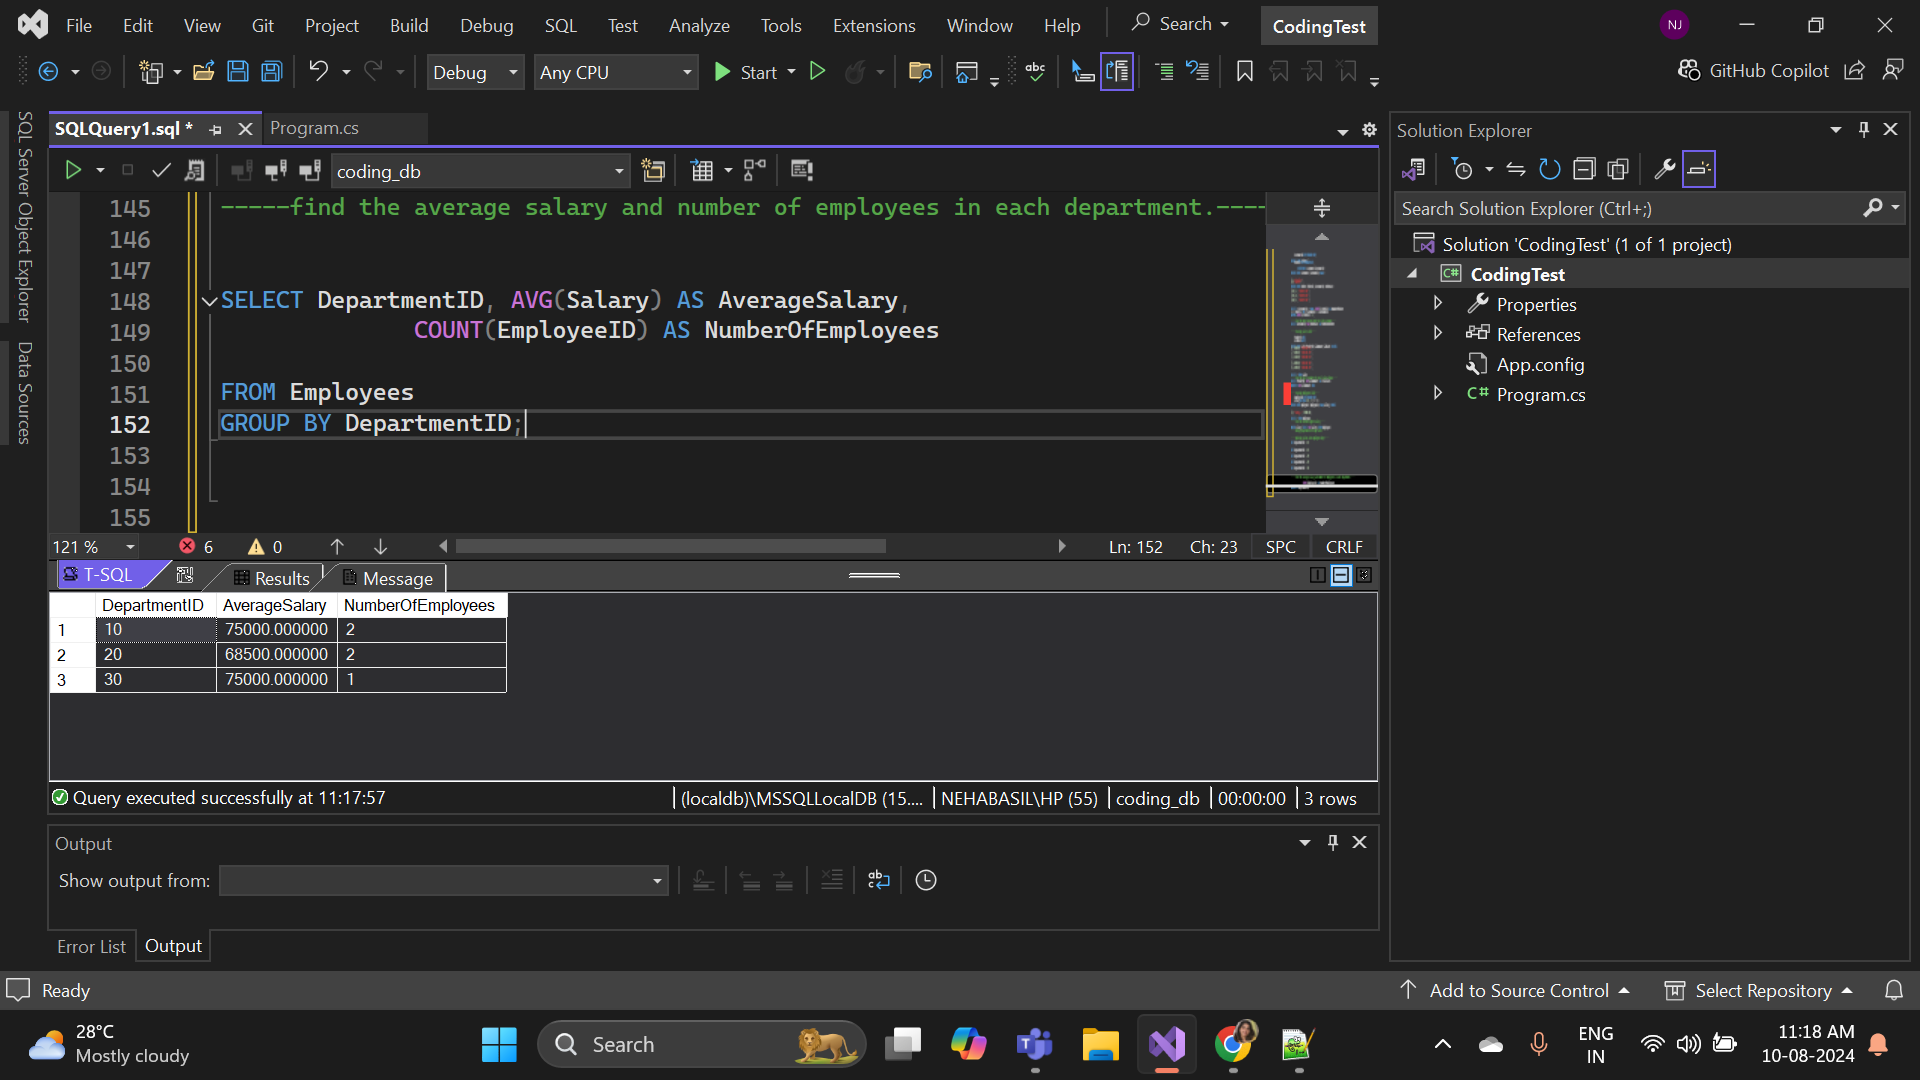 File Edit View Git Project Build Debug SQL Test Analyze Tools Extensions Window Help Search CodingTest NJ
Debug Any CPU Start abc GitHub Copilot
SQLQuery1.sql * Program.cs
coding_db
145 -----find the average salary and number of employees in each department.----
146
147
148 SELECT DepartmentID, AVG(Salary) AS AverageSalary,
149 COUNT(EmployeeID) AS NumberOfEmployees
150
151 FROM Employees
152 GROUP BY DepartmentID;
153
154
155
121 % 6 0 Ln: 152 Ch: 23 SPC CRLF
T-SQL Results Message
DepartmentID AverageSalary NumberOfEmployees
1 10 75000.000000 2
2 20 68500.000000 2
3 30 75000.000000 1
Query executed successfully at 11:17:57 (localdb)\MSSQLLocalDB (15.... NEHABASIL\HP (55) coding_db 00:00:00 3 rows
Output
Show output from:
Error List Output
SQL Server Object Explorer
Data Sources
Solution Explorer
Search Solution Explorer (Ctrl+;)
Solution 'CodingTest' (1 of 1 project)
C# CodingTest
Properties
References
App.config
C# Program.cs
Ready Add to Source Control Select Repository
28°C
Mostly cloudy
Search
ENG
IN
11:18 AM
10-08-2024